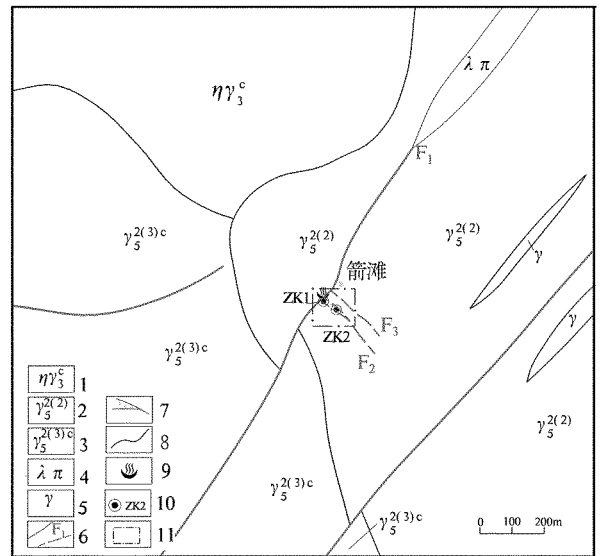 λπ
ηγ₃ᶜ
F₁
γ₅²⁽³⁾ᶜ
γ₅²⁽²⁾
γ₅²⁽²⁾
γ
箭滩
ZK1
ZK2
F₃
F₂
γ
γ₅²⁽³⁾ᶜ
γ₅²⁽²⁾
γ₅²⁽³⁾ᶜ
γ₅²⁽³⁾ᶜ
ηγ₃ᶜ 1
γ₅²⁽²⁾ 2
γ₅²⁽³⁾ᶜ 3
λπ 4
γ 5
F₁ 6
7
8
9
ZK2 10
11
0 100 200m